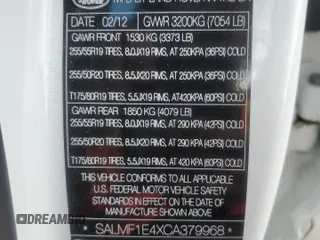 DATE 02/12 GVWR 3200KG (7054 LB)
GAWR FRONT 1530 KG (3373 LB)
255/55R19 TIRES, 8.0JX19 RIMS, AT 250KPA (36PSI) COLD
255/50R20 TIRES, 8.5JX20 RIMS, AT 250KPA (36PSI) COLD
T175/80R19 TIRES, 5.5JX19 RIMS, AT420KPA (60PSI) COLD
GAWR REAR 1850 KG (4079 LB)
255/55R19 TIRES, 8.0JX19 RIMS, AT 290 KPA (42PSI) COLD
255/50R20 TIRES, 8.5JX20 RIMS, AT 290 KPA (42PSI) COLD
T175/80R19 TIRES, 5.5JX19 RIMS, AT 420 KPA (60PSI) COLD
THIS VEHICLE CONFORMS TO ALL APPLICABLE
FEDERAL MOTOR VEHICLE SAFETY
STANDARDS IN EFFECT ON THE DATE OF
MANUFACTURE SHOWN ABOVE
SALMF1E4XCA379968
DREAMSHIFT